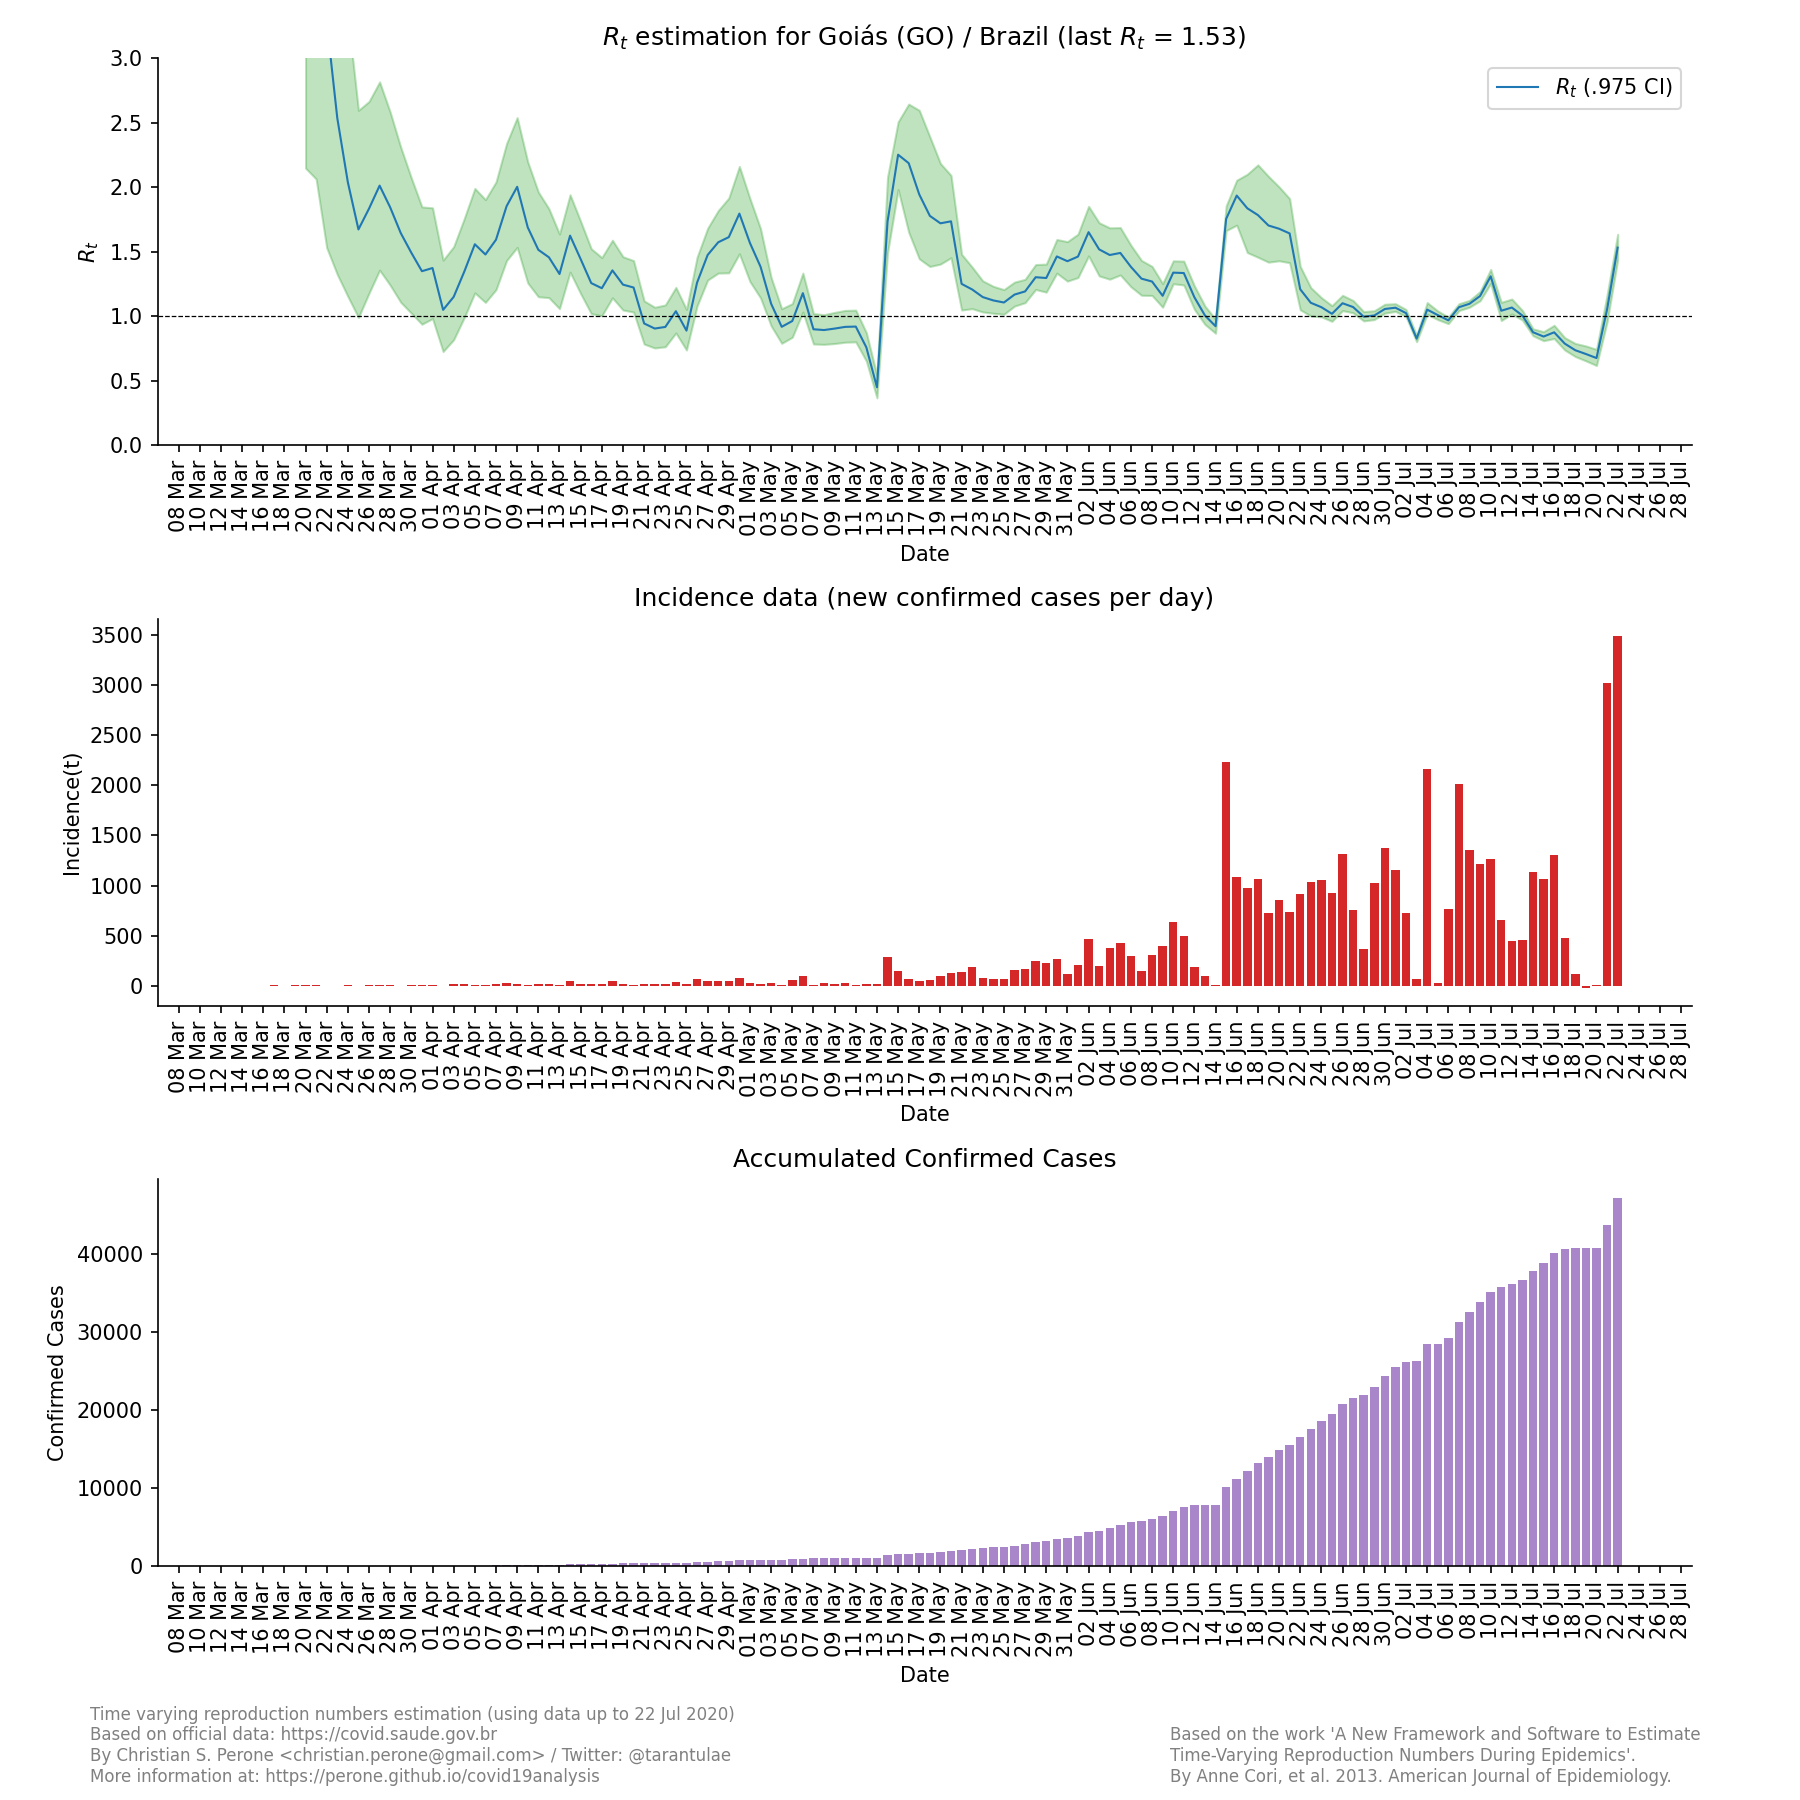 Rt estimation for Goiás (GO) / Brazil (last Rt = 1.53)
Rt (.975 CI)
3.0
2.5
2.0
1.5
1.0
0.5
0.0
Rt
08 Mar 10 Mar 12 Mar 14 Mar 16 Mar 18 Mar 20 Mar 22 Mar 24 Mar 26 Mar 28 Mar 30 Mar 01 Apr 03 Apr 05 Apr 07 Apr 09 Apr 11 Apr 13 Apr 15 Apr 17 Apr 19 Apr 21 Apr 23 Apr 25 Apr 27 Apr 29 Apr 01 May 03 May 05 May 07 May 09 May 11 May 13 May 15 May 17 May 19 May 21 May 23 May 25 May 27 May 29 May 31 May 02 Jun 04 Jun 06 Jun 08 Jun 10 Jun 12 Jun 14 Jun 16 Jun 18 Jun 20 Jun 22 Jun 24 Jun 26 Jun 28 Jun 30 Jun 02 Jul 04 Jul 06 Jul 08 Jul 10 Jul 12 Jul 14 Jul 16 Jul 18 Jul 20 Jul 22 Jul 24 Jul 26 Jul 28 Jul
Date
Incidence data (new confirmed cases per day)
3500
3000
2500
2000
1500
1000
500
0
Incidence(t)
08 Mar 10 Mar 12 Mar 14 Mar 16 Mar 18 Mar 20 Mar 22 Mar 24 Mar 26 Mar 28 Mar 30 Mar 01 Apr 03 Apr 05 Apr 07 Apr 09 Apr 11 Apr 13 Apr 15 Apr 17 Apr 19 Apr 21 Apr 23 Apr 25 Apr 27 Apr 29 Apr 01 May 03 May 05 May 07 May 09 May 11 May 13 May 15 May 17 May 19 May 21 May 23 May 25 May 27 May 29 May 31 May 02 Jun 04 Jun 06 Jun 08 Jun 10 Jun 12 Jun 14 Jun 16 Jun 18 Jun 20 Jun 22 Jun 24 Jun 26 Jun 28 Jun 30 Jun 02 Jul 04 Jul 06 Jul 08 Jul 10 Jul 12 Jul 14 Jul 16 Jul 18 Jul 20 Jul 22 Jul 24 Jul 26 Jul 28 Jul
Date
Accumulated Confirmed Cases
40000
30000
20000
10000
0
Confirmed Cases
08 Mar 10 Mar 12 Mar 14 Mar 16 Mar 18 Mar 20 Mar 22 Mar 24 Mar 26 Mar 28 Mar 30 Mar 01 Apr 03 Apr 05 Apr 07 Apr 09 Apr 11 Apr 13 Apr 15 Apr 17 Apr 19 Apr 21 Apr 23 Apr 25 Apr 27 Apr 29 Apr 01 May 03 May 05 May 07 May 09 May 11 May 13 May 15 May 17 May 19 May 21 May 23 May 25 May 27 May 29 May 31 May 02 Jun 04 Jun 06 Jun 08 Jun 10 Jun 12 Jun 14 Jun 16 Jun 18 Jun 20 Jun 22 Jun 24 Jun 26 Jun 28 Jun 30 Jun 02 Jul 04 Jul 06 Jul 08 Jul 10 Jul 12 Jul 14 Jul 16 Jul 18 Jul 20 Jul 22 Jul 24 Jul 26 Jul 28 Jul
Date
Time varying reproduction numbers estimation (using data up to 22 Jul 2020)
Based on official data: https://covid.saude.gov.br
By Christian S. Perone <christian.perone@gmail.com> / Twitter: @tarantulae
More information at: https://perone.github.io/covid19analysis
Based on the work 'A New Framework and Software to Estimate
Time-Varying Reproduction Numbers During Epidemics'.
By Anne Cori, et al. 2013. American Journal of Epidemiology.